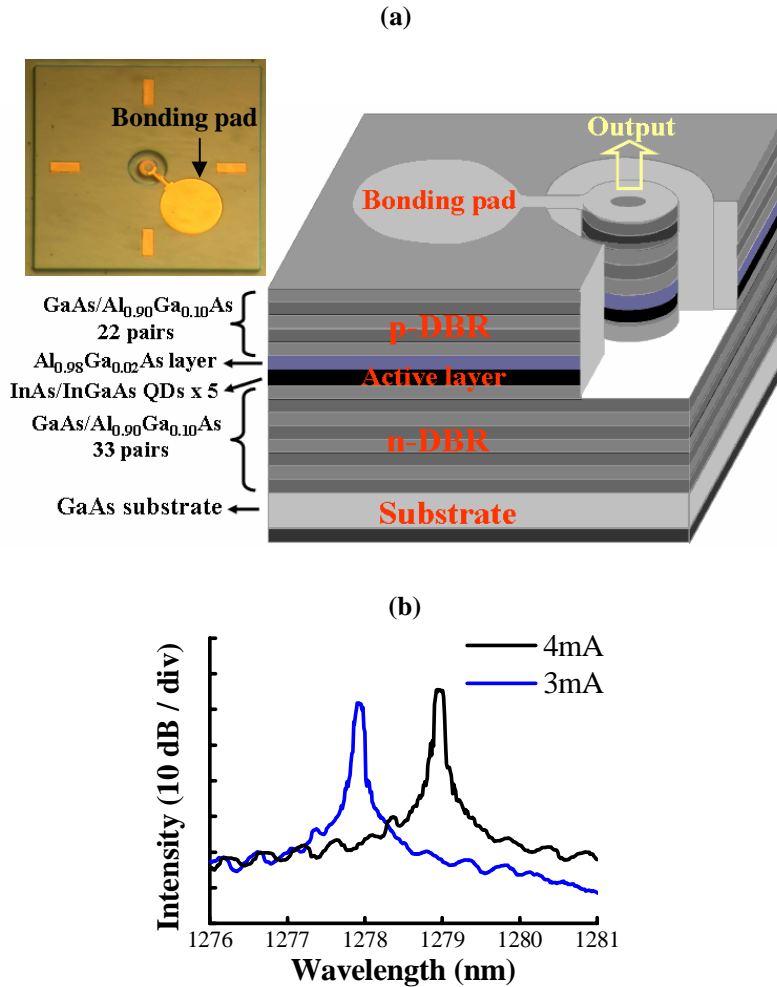 (a)
Bonding pad
Output
Bonding pad
GaAs/Al0.90Ga0.10As
22 pairs
p-DBR
Al0.98Ga0.02As layer
Active layer
InAs/InGaAs QDs x 5
GaAs/Al0.90Ga0.10As
33 pairs
n-DBR
GaAs substrate
Substrate
(b)
4mA
3mA
Intensity (10 dB / div)
1276 1277 1278 1279 1280 1281
Wavelength (nm)